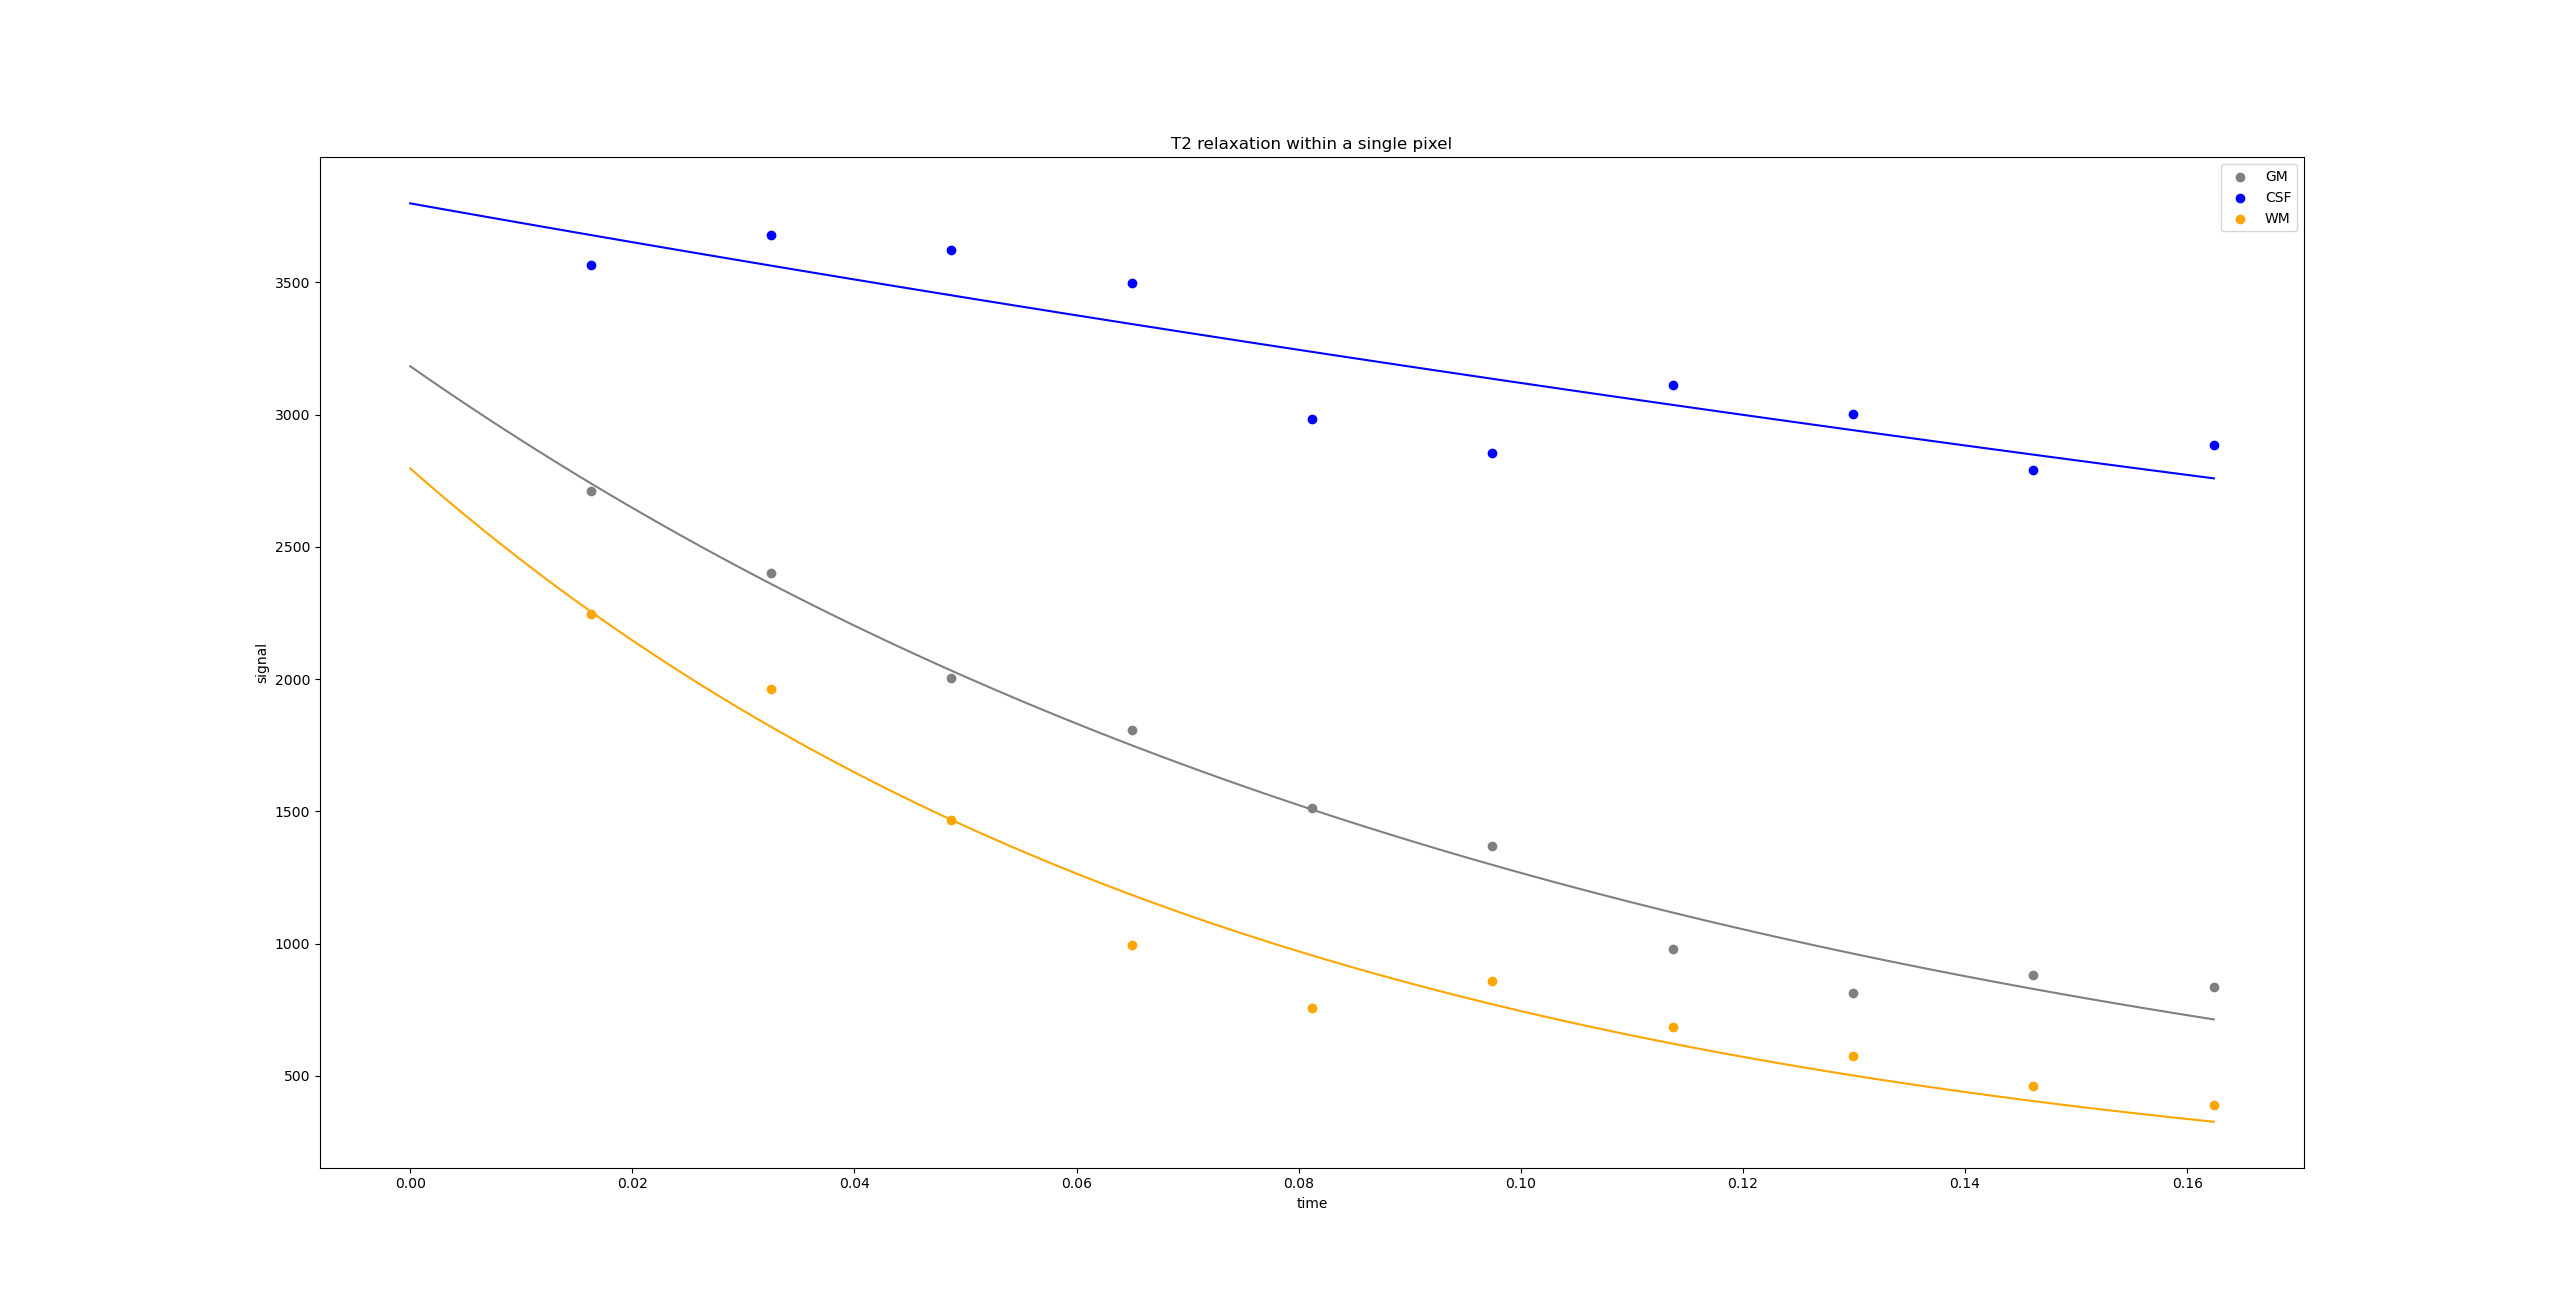 T2 relaxation within a single pixel
GM
CSF
WM
3500
3000
2500
2000
1500
1000
500
signal
0.00 0.02 0.04 0.06 0.08 0.10 0.12 0.14 0.16
time